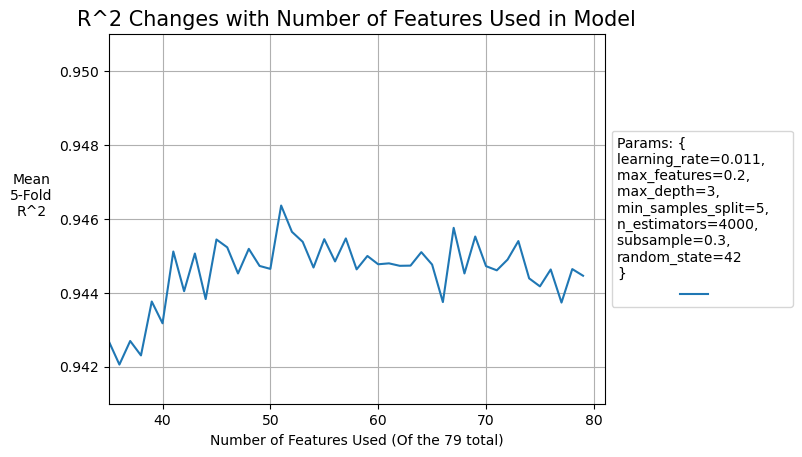 R^2 Changes with Number of Features Used in Model
0.950
0.948
0.946
0.944
0.942
Mean
5-Fold
R^2
40
50
60
70
80
Number of Features Used (Of the 79 total)
Params: {
learning_rate=0.011,
max_features=0.2,
max_depth=3,
min_samples_split=5,
n_estimators=4000,
subsample=0.3,
random_state=42
}